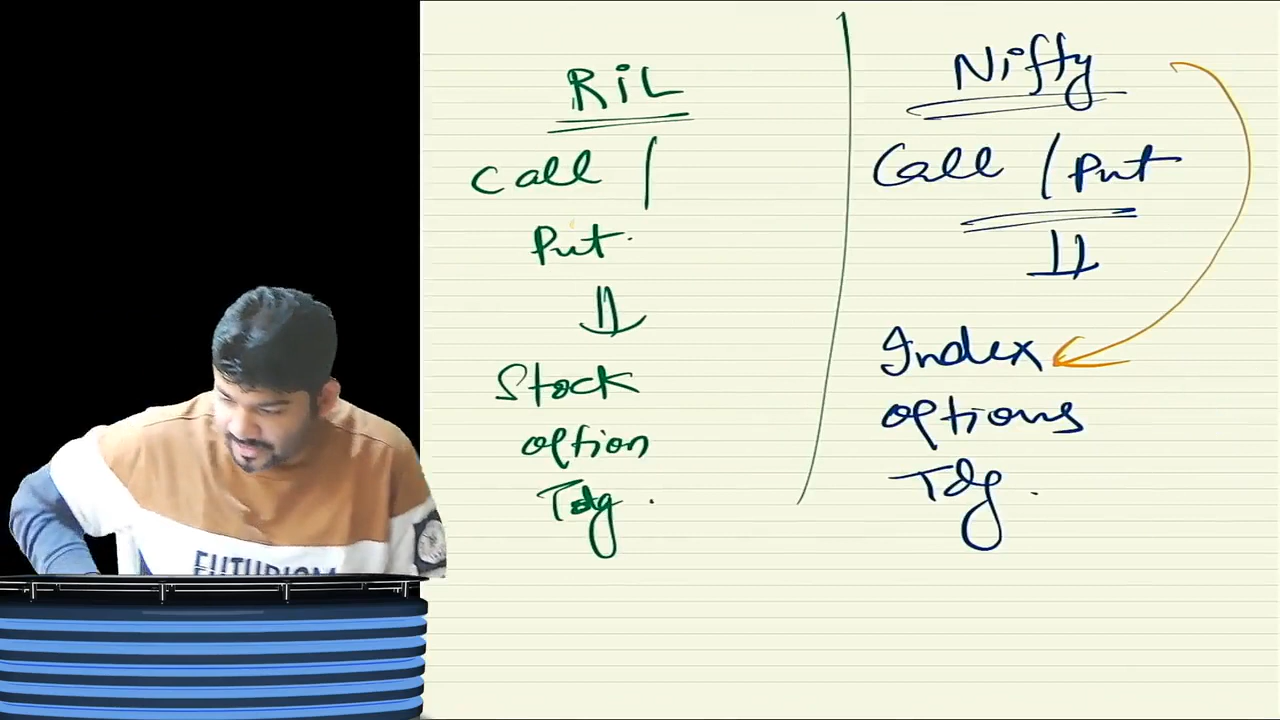 RiL
Call /
Put.
⇓
Stock
option
Tdg.
Nifty
Call / Put
⇓
Index
options
Tdg.
FUTURISM